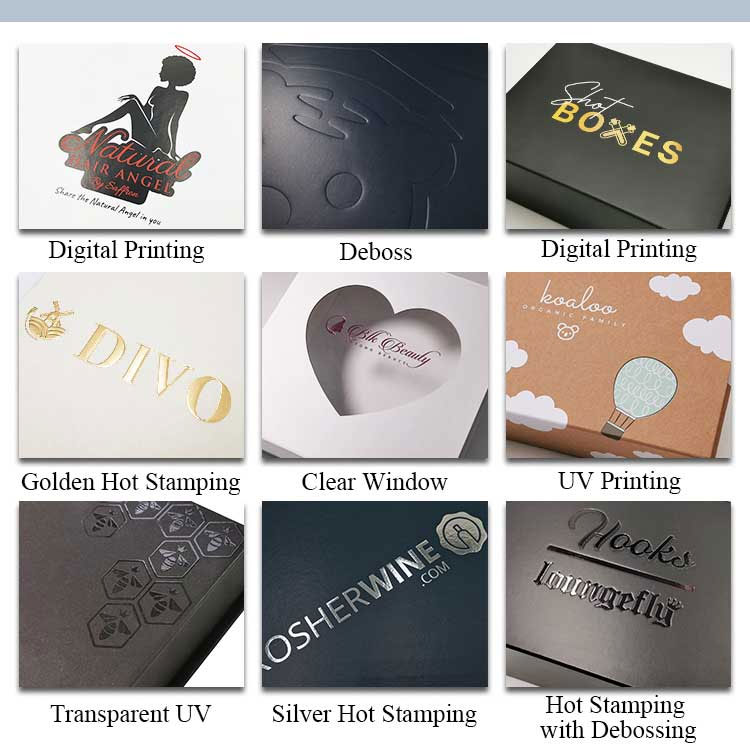 Natural
HAIR ANGEL
By Saffron
Share the Natural Angel in you
Digital Printing
Deboss
Shot
BOXES
Digital Printing
DIVO
Golden Hot Stamping
Blk Beauty
Clear Window
koaloo
ORGANIC FAMILY
UV Printing
Transparent UV
KOSHERWINE
.COM
Silver Hot Stamping
Hooks
loungefly
Hot Stamping
with Debossing